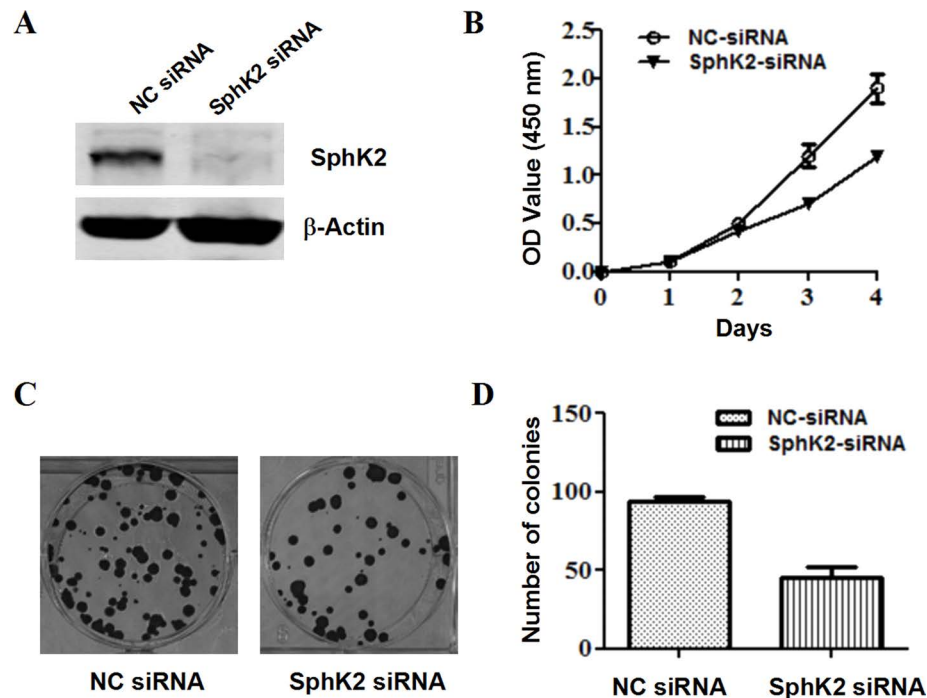 A
NC siRNA
SphK2 siRNA
SphK2
β-Actin
B
OD Value (450 nm)
2.5
2.0
1.5
1.0
0.5
0.0
0 1 2 3 4
Days
NC-siRNA
SphK2-siRNA
C
NC siRNA
SphK2 siRNA
D
Number of colonies
150
100
50
0
NC-siRNA
SphK2-siRNA
NC siRNA
SphK2 siRNA